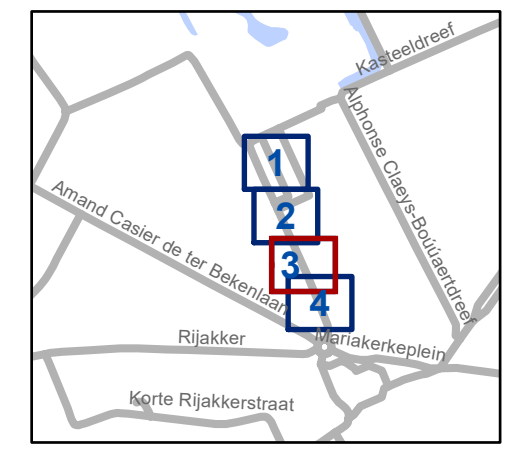 Kasteeldreef
Alphonse Claeys-Boúúaertdreef
1
2
Amand Casier de ter Bekenlaan
3
4
Rijakker
Mariakerkeplein
Korte Rijakkerstraat